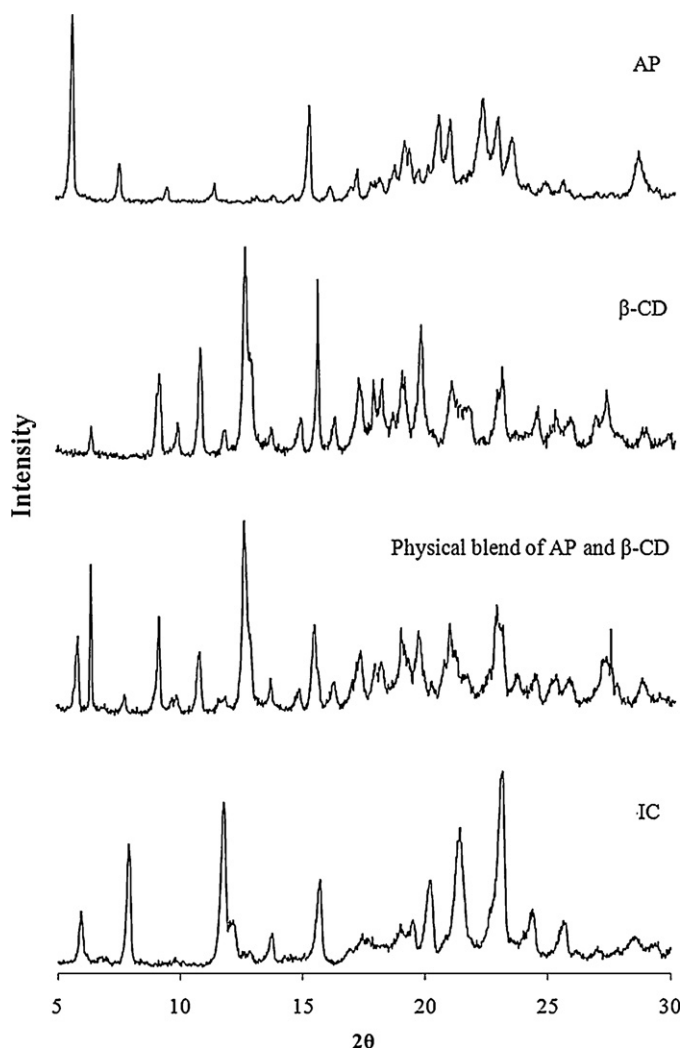 AP
β-CD
Intensity
Physical blend of AP and β-CD
IC
5 10 15 20 25 30
2θ